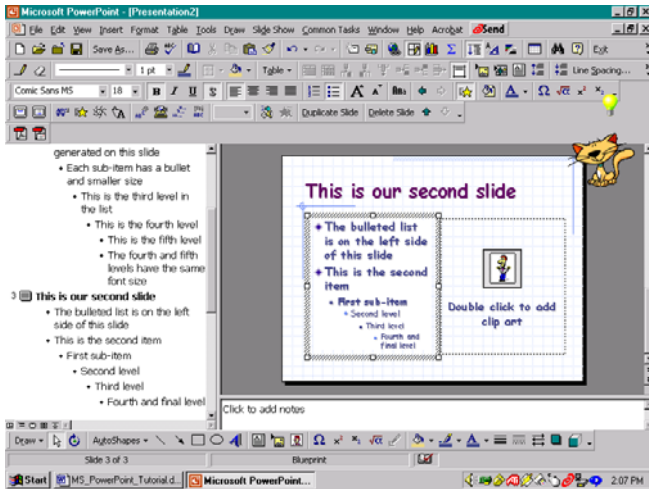 Microsoft PowerPoint - [Presentation2]
File Edit View Insert Format Table Tools Draw Slide Show Common Tasks Window Help Acrobat Send
Save As... Exit
1 pt Table Line Spacing...
Comic Sans MS 18 B I U S
Duplicate Slide Delete Slide
generated on this slide
• Each sub-item has a bullet
and smaller size
• This is the third level in
the list
• This is the fourth level
• This is the fifth level
• The fourth and fifth
levels have the same
font size
3 This is our second slide
• The bulleted list is on the left
side of this slide
• This is the second item
• First sub-item
• Second level
• Third level
• Fourth and final level
This is our second slide
The bulleted list
is on the left side
of this slide
This is the second
item
• First sub-item
Second level
• Third level
Fourth and
final level
Double click to add
clip art
Click to add notes
Draw AutoShapes
Slide 3 of 3 Blueprint
Start MS_PowerPoint_Tutorial.d... Microsoft PowerPoint... 2:07 PM